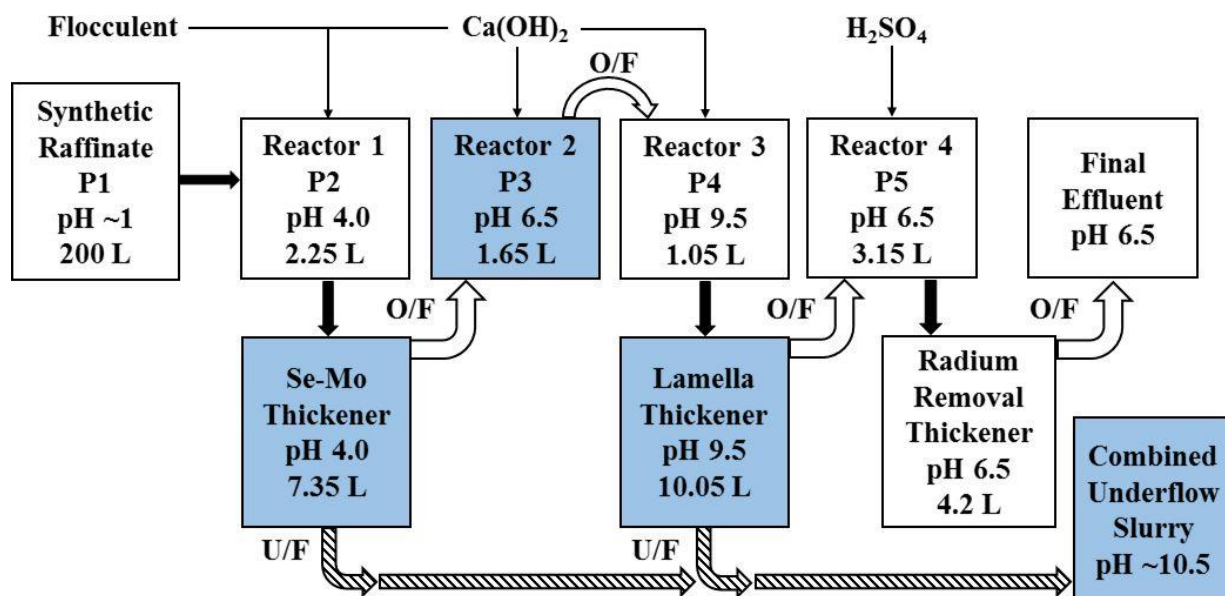 Flocculent
Ca(OH)₂
H₂SO₄
O/F
Synthetic
Raffinate
P1
pH ~1
200 L
Reactor 1
P2
pH 4.0
2.25 L
Reactor 2
P3
pH 6.5
1.65 L
Reactor 3
P4
pH 9.5
1.05 L
Reactor 4
P5
pH 6.5
3.15 L
Final
Effluent
pH 6.5
O/F
O/F
O/F
Se-Mo
Thickener
pH 4.0
7.35 L
Lamella
Thickener
pH 9.5
10.05 L
Radium
Removal
Thickener
pH 6.5
4.2 L
Combined
Underflow
Slurry
pH ~10.5
U/F
U/F